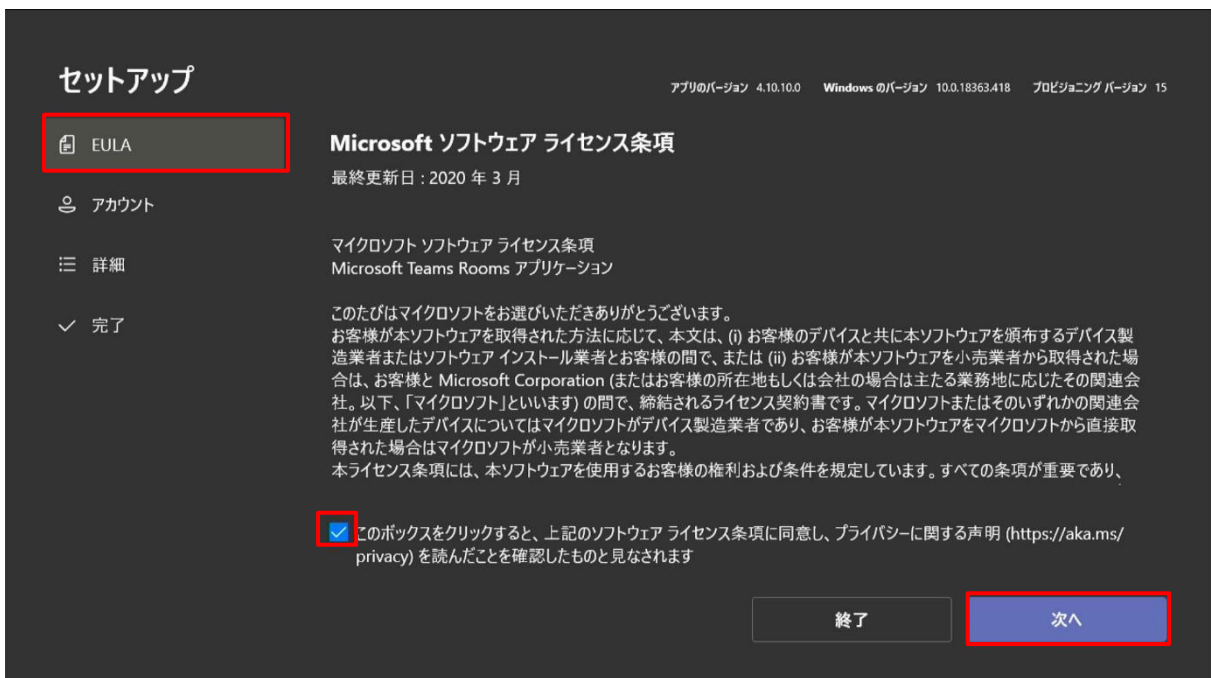 セットアップ
アプリのバージョン 4.10.10.0 Windows のバージョン 10.0.18363.418 プロビジョニング バージョン 15
EULA
アカウント
詳細
完了
Microsoft ソフトウェア ライセンス条項
最終更新日 : 2020 年 3 月
マイクロソフト ソフトウェア ライセンス条項
Microsoft Teams Rooms アプリケーション
このたびはマイクロソフトをお選びいただきありがとうございます。
お客様が本ソフトウェアを取得された方法に応じて、本文は、(i) お客様のデバイスと共に本ソフトウェアを頒布するデバイス製
造業者またはソフトウェア インストール業者とお客様の間で、または (ii) お客様が本ソフトウェアを小売業者から取得された場
合は、お客様と Microsoft Corporation (またはお客様の所在地もしくは会社の場合は主たる業務地に応じたその関連会
社。以下、「マイクロソフト」といいます) の間で、締結されるライセンス契約書です。マイクロソフトまたはそのいずれかの関連会
社が生産したデバイスについてはマイクロソフトがデバイス製造業者であり、お客様が本ソフトウェアをマイクロソフトから直接取
得された場合はマイクロソフトが小売業者となります。
本ライセンス条項には、本ソフトウェアを使用するお客様の権利および条件を規定しています。すべての条項が重要であり、
このボックスをクリックすると、上記のソフトウェア ライセンス条項に同意し、プライバシーに関する声明 (https://aka.ms/
privacy) を読んだことを確認したものと見なされます
終了
次へ